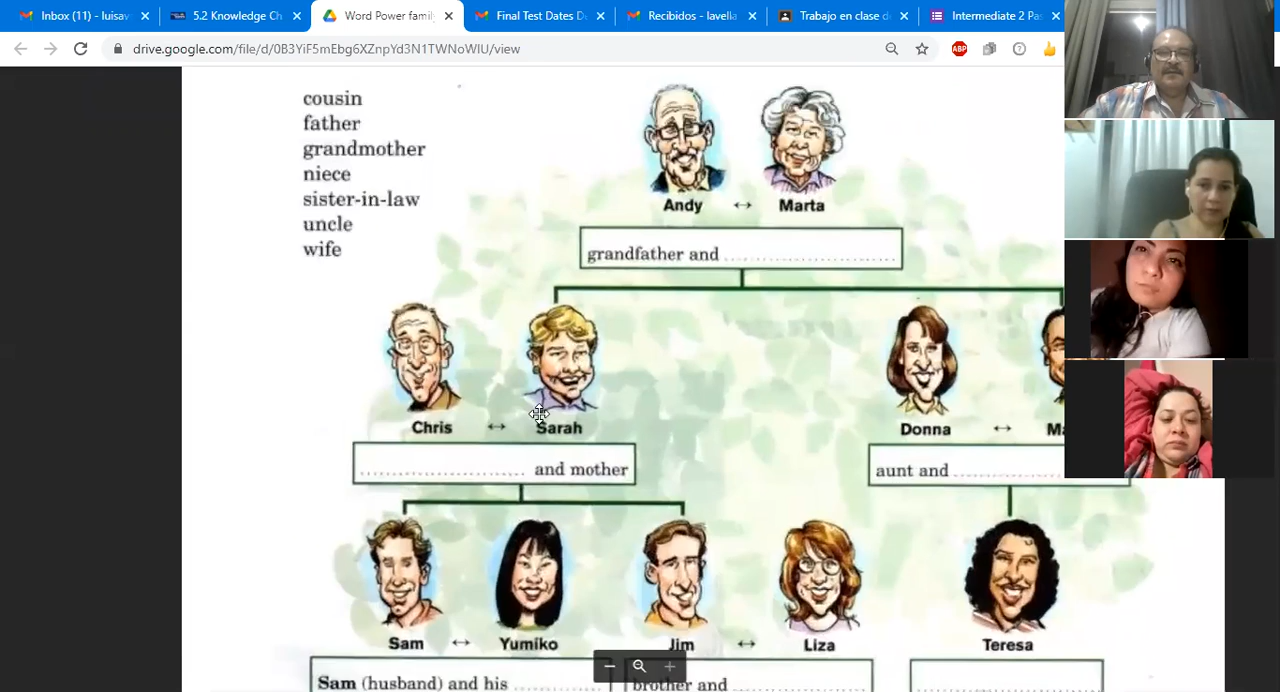 Inbox (11) - luisav
5.2 Knowledge Ch
Word Power famil
Final Test Dates D
Recibidos - lavella
Trabajo en clase d
Intermediate 2 Pa
drive.google.com/file/d/0B3YiF5mEbg6XZnpYd3N1TWNoWlU/view
ABP
cousin
father
grandmother
niece
sister-in-law
uncle
wife
Andy ↔ Marta
grandfather and ..............................
Chris ↔ Sarah
.............................. and mother
Donna ↔
aunt and ....................
Sam ↔ Yumiko
Jim ↔ Liza
Teresa
Sam (husband) and his ...............
brother and ....................
..............................